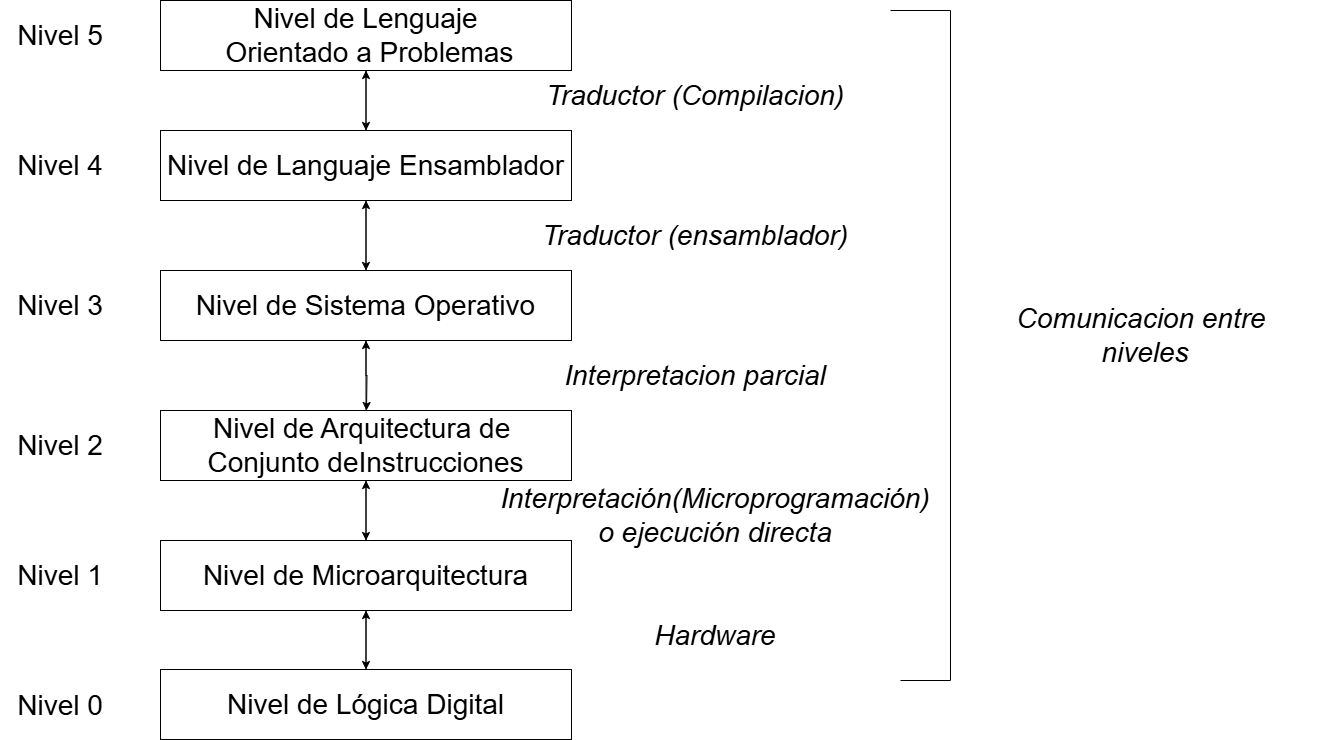 Nivel 5
Nivel de Lenguaje
Orientado a Problemas
Traductor (Compilacion)
Nivel 4
Nivel de Languaje Ensamblador
Traductor (ensamblador)
Nivel 3
Nivel de Sistema Operativo
Comunicacion entre
niveles
Interpretacion parcial
Nivel 2
Nivel de Arquitectura de
Conjunto deInstrucciones
Interpretación(Microprogramación)
o ejecución directa
Nivel 1
Nivel de Microarquitectura
Hardware
Nivel 0
Nivel de Lógica Digital